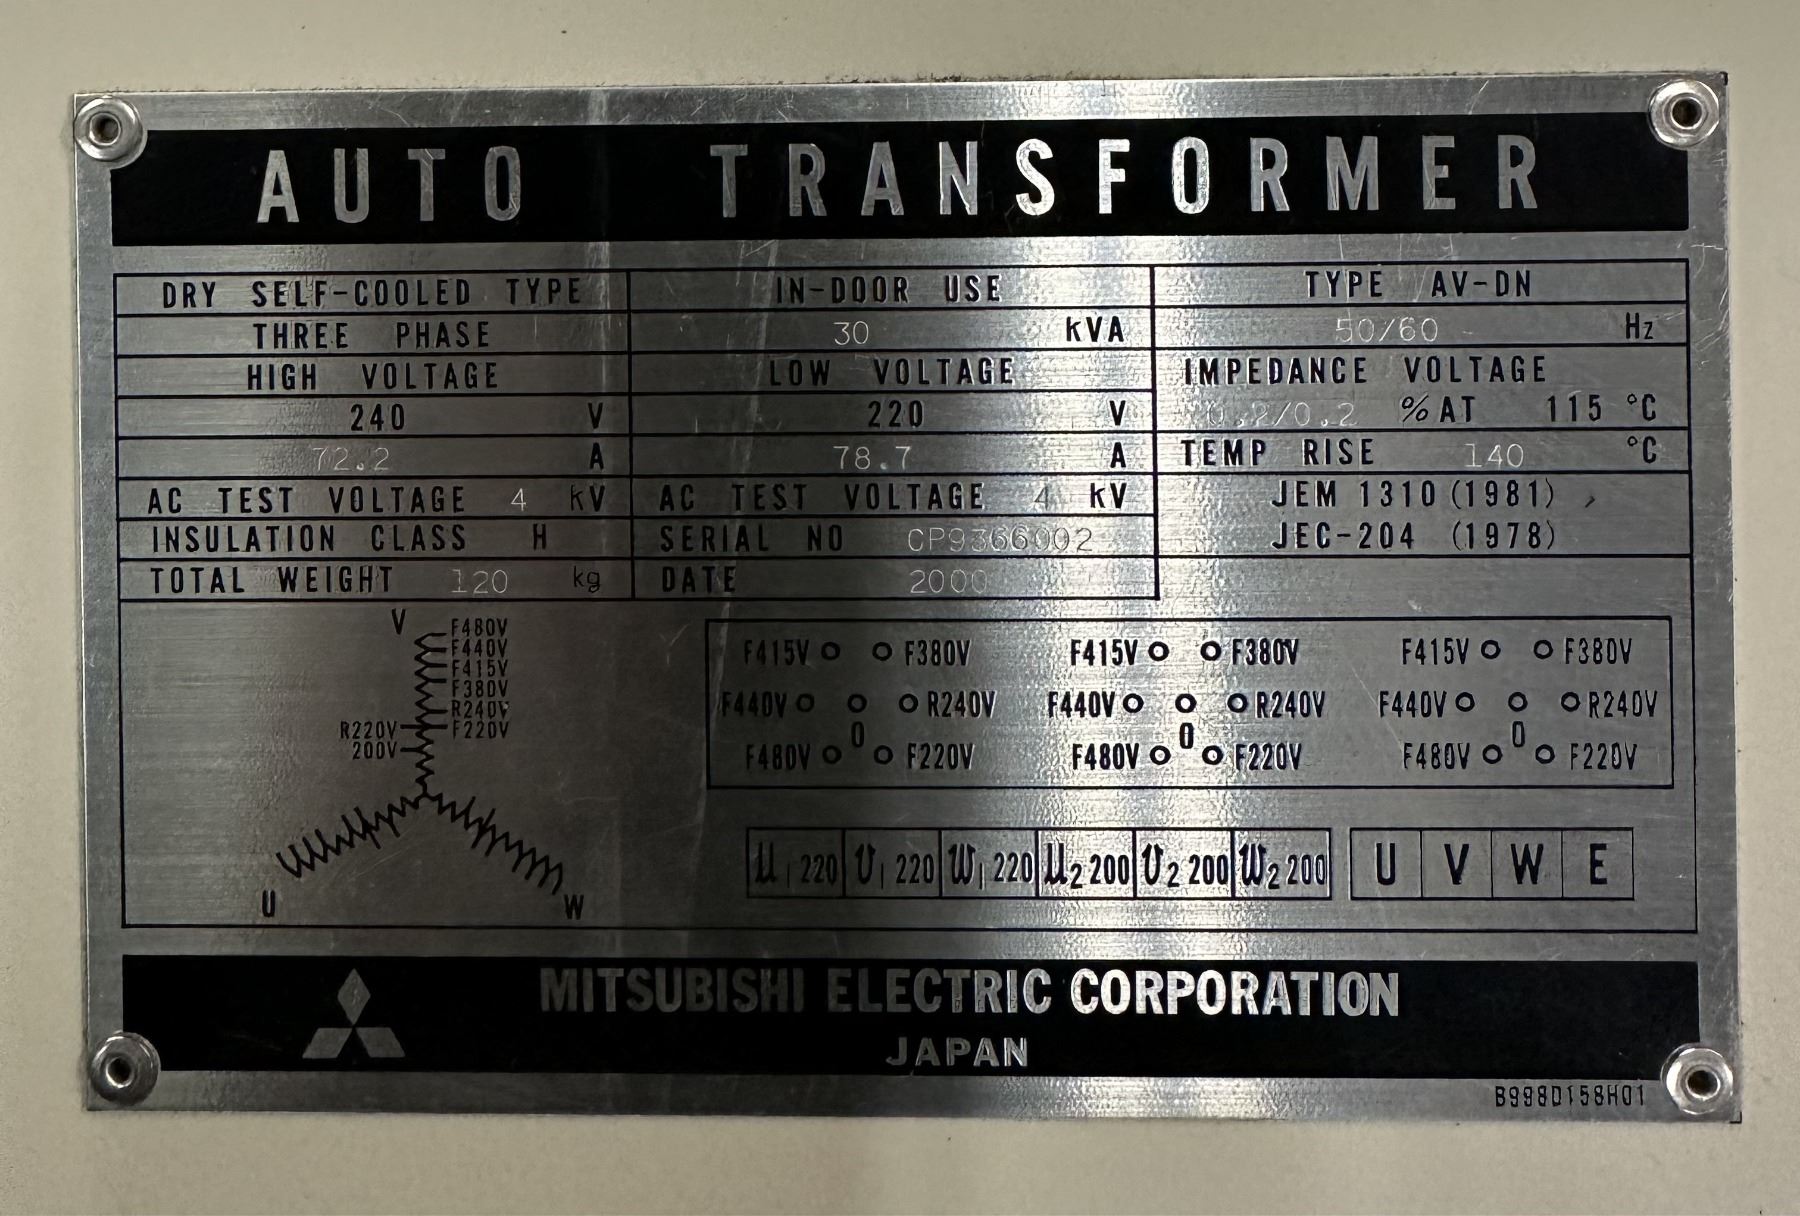 AUTO TRANSFORMER
DRY SELF-COOLED TYPE IN-DOOR USE TYPE AV-DN
THREE PHASE 30 kVA 50/60 Hz
HIGH VOLTAGE LOW VOLTAGE IMPEDANCE VOLTAGE
240 V 220 V 0.2/0.2 % AT 115 °C
72.2 A 78.7 A TEMP RISE 140 °C
AC TEST VOLTAGE 4 kV AC TEST VOLTAGE 4 kV JEM 1310 (1981) ,
INSULATION CLASS H SERIAL NO CP9366002 JEC-204 (1978)
TOTAL WEIGHT 120 kg DATE 2000
V
F480V
F440V
F415V
F380V
R240V
R220V F220V
200V
U W
F415V F380V F415V F380V F415V F380V
F440V R240V F440V R240V F440V R240V
0 0 0
F480V F220V F480V F220V F480V F220V
u1 220 v1 220 w1 220 u2 200 v2 200 w2 200 U V W E
MITSUBISHI ELECTRIC CORPORATION
JAPAN
B998D158H01